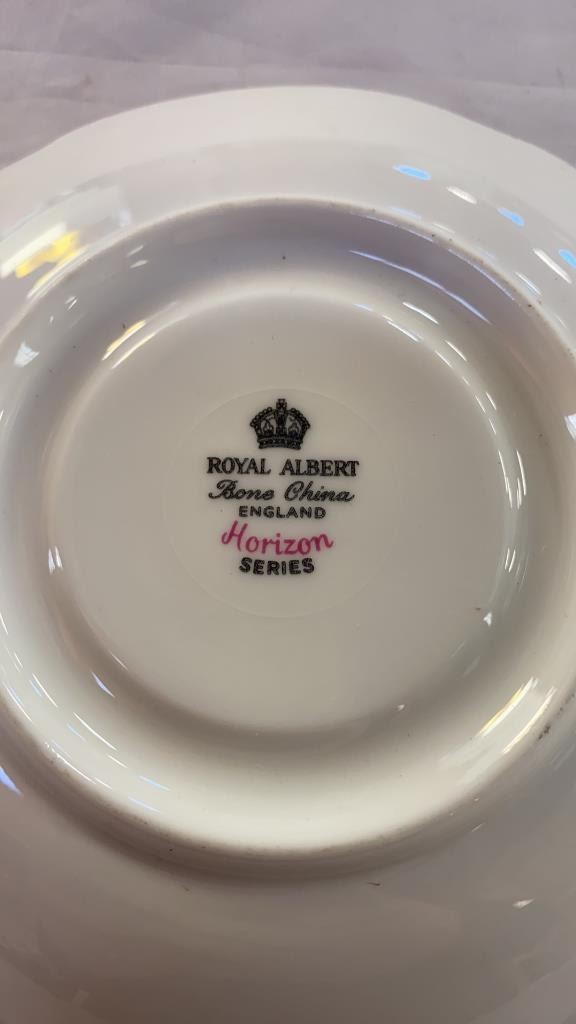 ROYAL ALBERT
Bone China
ENGLAND
Horizon
SERIES